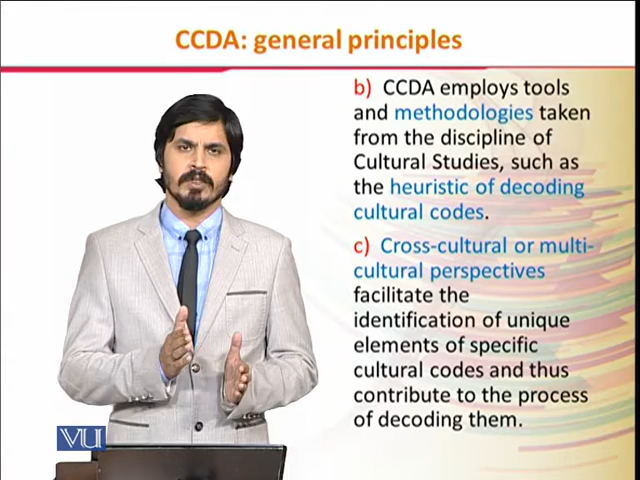 CCDA: general principles
b) CCDA employs tools
and methodologies taken
from the discipline of
Cultural Studies, such as
the heuristic of decoding
cultural codes.
c) Cross-cultural or multi-
cultural perspectives
facilitate the
identification of unique
elements of specific
cultural codes and thus
contribute to the process
of decoding them.
VU